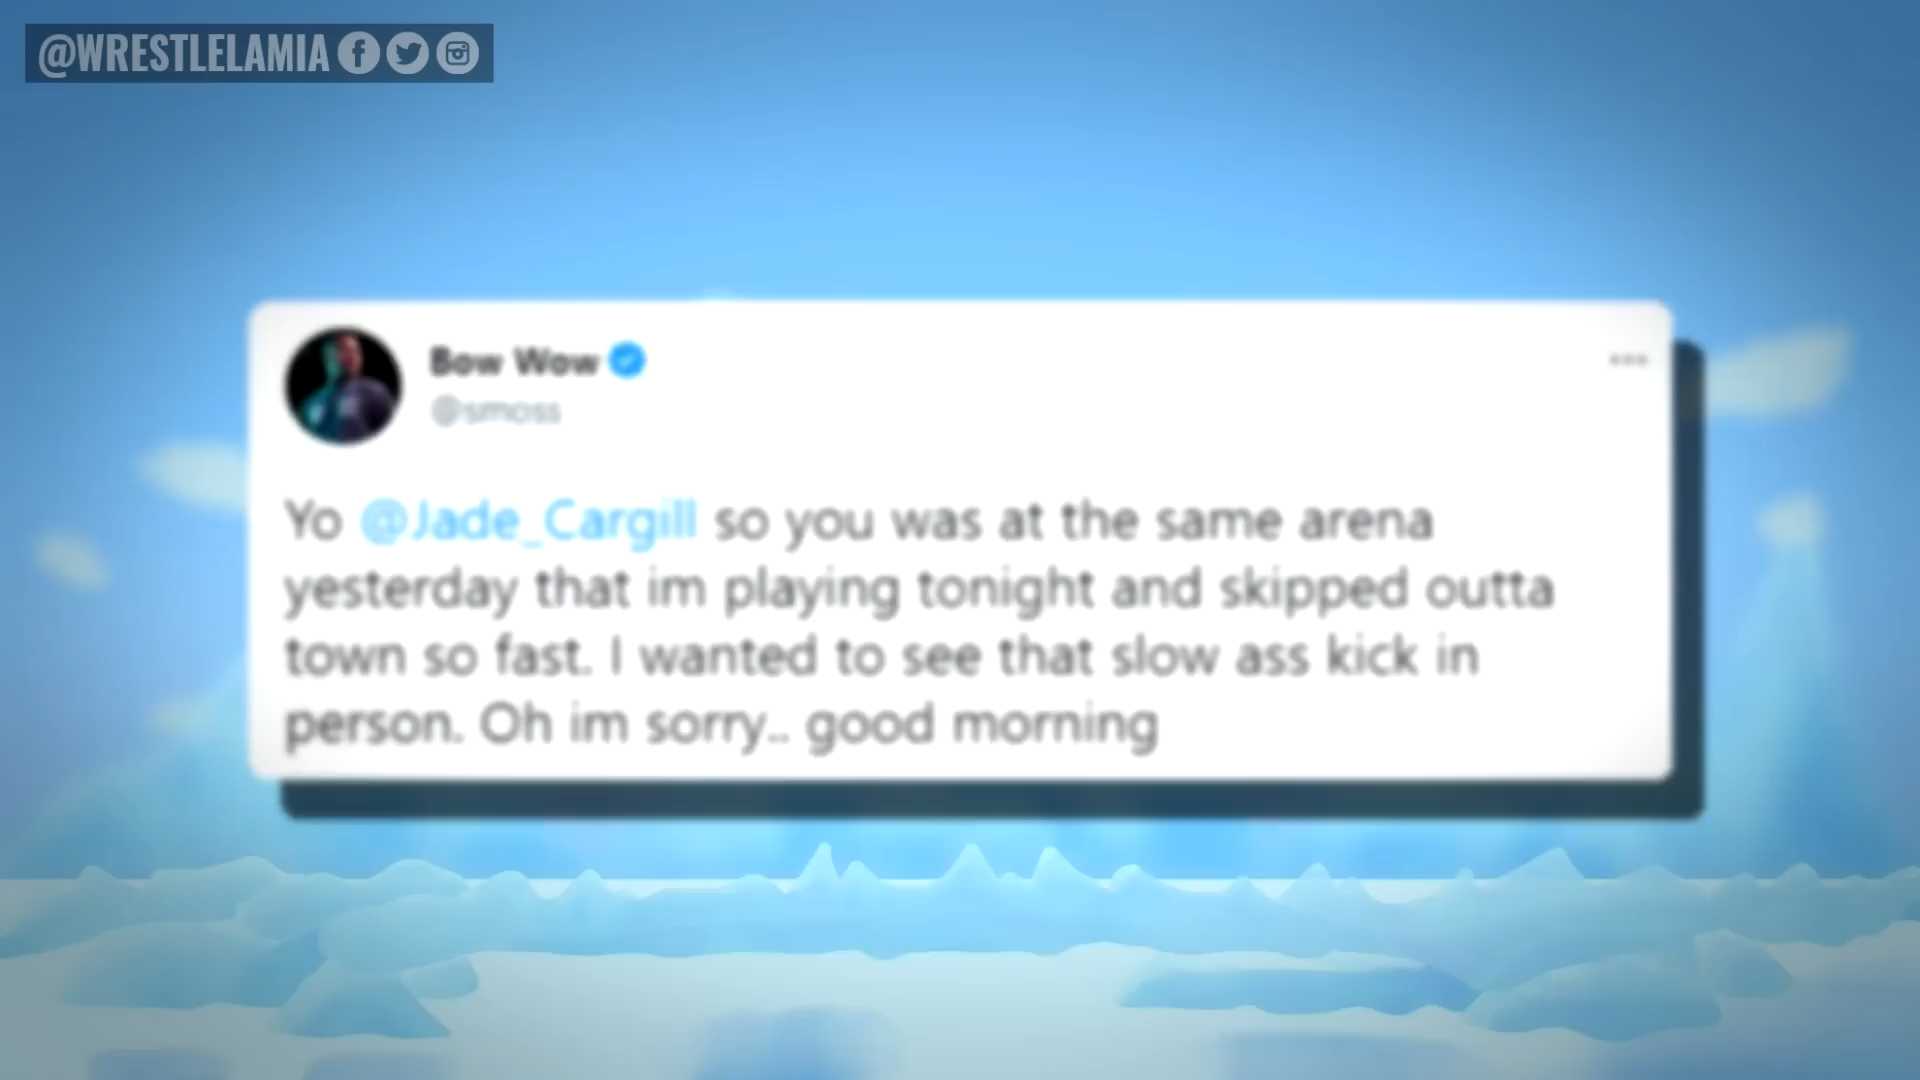 @WRESTLELAMIA
Bow Wow
@smoss
Yo @Jade_Cargill so you was at the same arena
yesterday that im playing tonight and skipped outta
town so fast. I wanted to see that slow ass kick in
person. Oh im sorry.. good morning